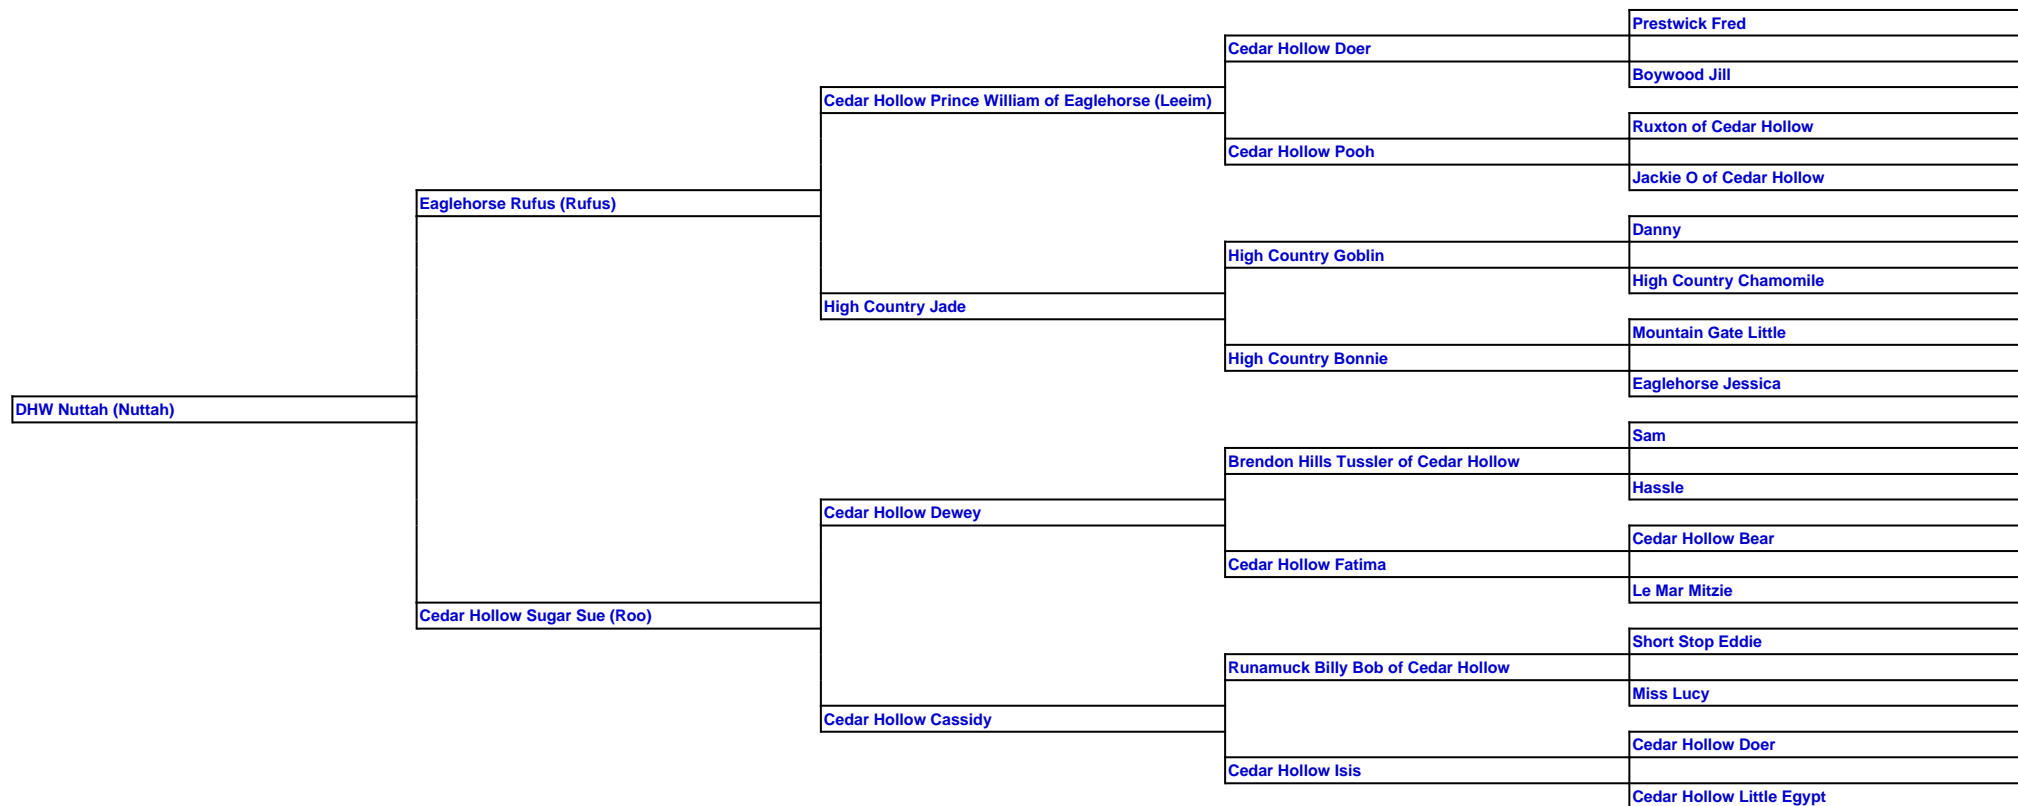 Prestwick Fred
Cedar Hollow Doer
Boywood Jill
Cedar Hollow Prince William of Eaglehorse (Leeim)
Ruxton of Cedar Hollow
Cedar Hollow Pooh
Jackie O of Cedar Hollow
Eaglehorse Rufus (Rufus)
Danny
High Country Goblin
High Country Chamomile
High Country Jade
Mountain Gate Little
High Country Bonnie
Eaglehorse Jessica
DHW Nuttah (Nuttah)
Sam
Brendon Hills Tussler of Cedar Hollow
Hassle
Cedar Hollow Dewey
Cedar Hollow Bear
Cedar Hollow Fatima
Le Mar Mitzie
Cedar Hollow Sugar Sue (Roo)
Short Stop Eddie
Runamuck Billy Bob of Cedar Hollow
Miss Lucy
Cedar Hollow Cassidy
Cedar Hollow Doer
Cedar Hollow Isis
Cedar Hollow Little Egypt